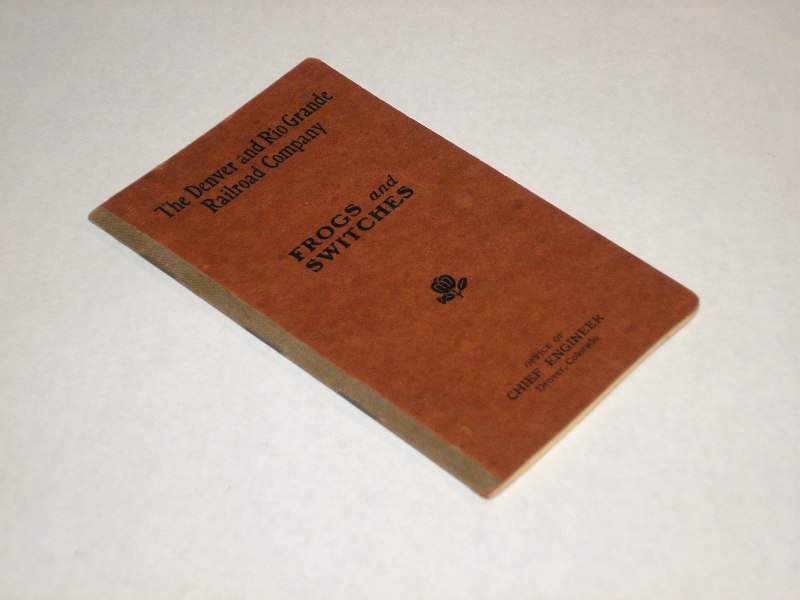 The Denver and Rio Grande
Railroad Company
FROGS and
SWITCHES
OFFICE OF
CHIEF ENGINEER
Denver, Colorado